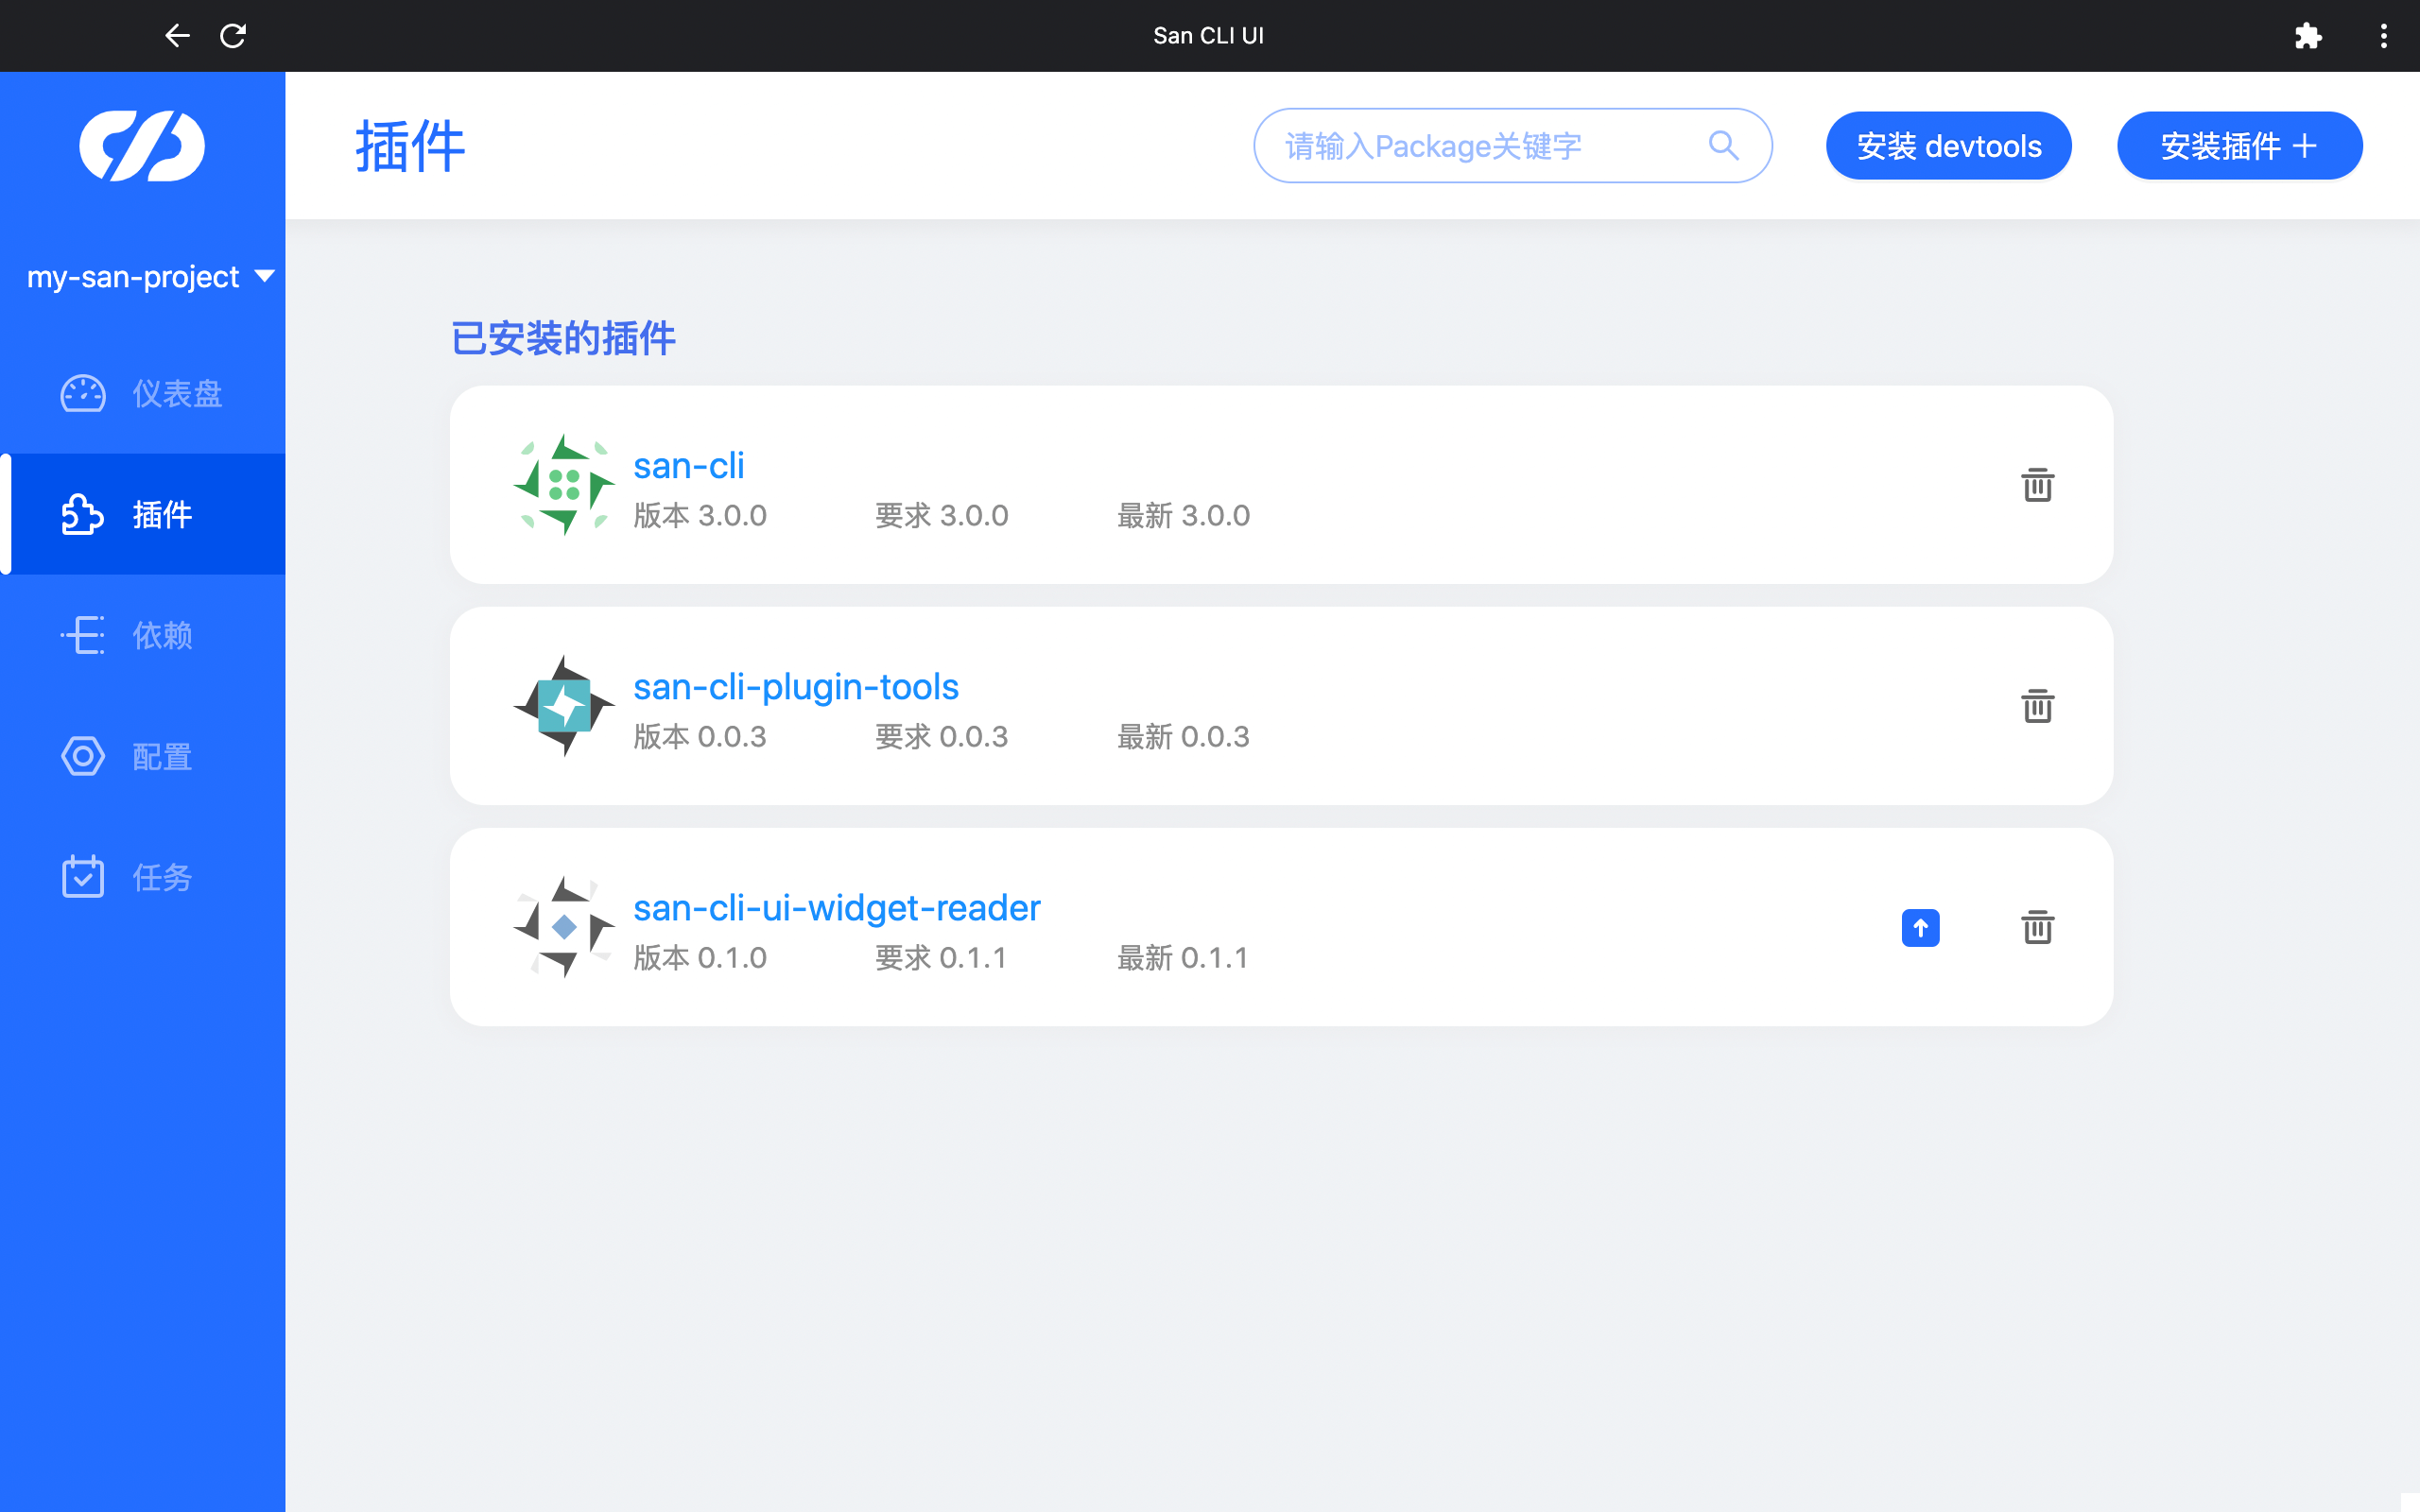 San CLI UI
my-san-project
仪表盘
插件
依赖
配置
任务
插件
请输入Package关键字
安装 devtools
安装插件
已安装的插件
san-cli
版本 3.0.0 要求 3.0.0 最新 3.0.0
san-cli-plugin-tools
版本 0.0.3 要求 0.0.3 最新 0.0.3
san-cli-ui-widget-reader
版本 0.1.0 要求 0.1.1 最新 0.1.1